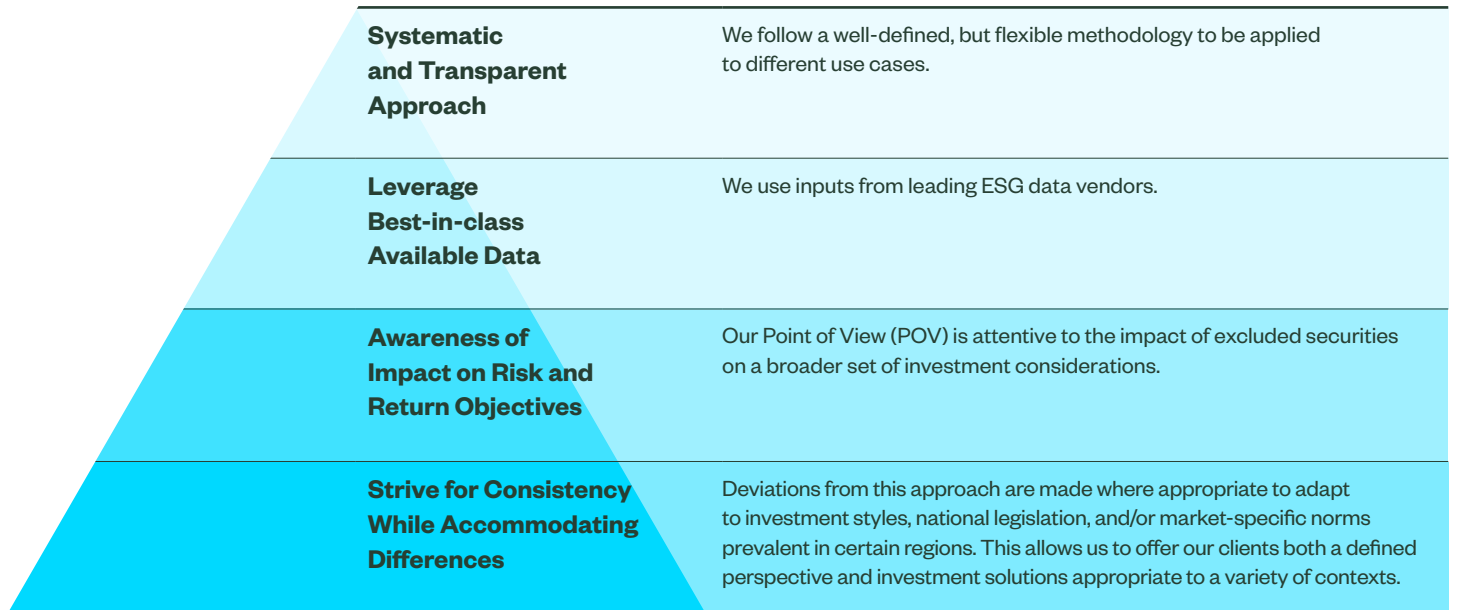 Systematic
and Transparent
Approach
We follow a well-defined, but flexible methodology to be applied
to different use cases.
Leverage
Best-in-class
Available Data
We use inputs from leading ESG data vendors.
Awareness of
Impact on Risk and
Return Objectives
Our Point of View (POV) is attentive to the impact of excluded securities
on a broader set of investment considerations.
Strive for Consistency
While Accommodating
Differences
Deviations from this approach are made where appropriate to adapt
to investment styles, national legislation, and/or market-specific norms
prevalent in certain regions. This allows us to offer our clients both a defined
perspective and investment solutions appropriate to a variety of contexts.